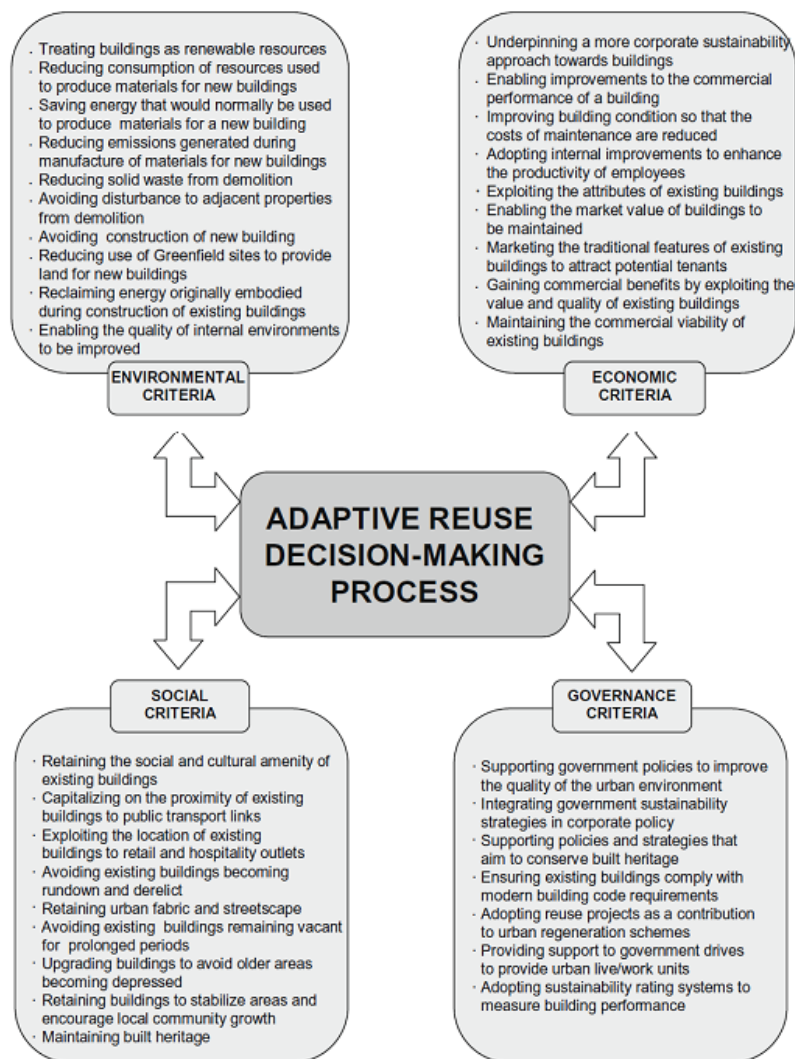 . Treating buildings as renewable resources
. Reducing consumption of resources used
to produce materials for new buildings
. Saving energy that would normally be used
to produce materials for a new building
. Reducing emissions generated during
manufacture of materials for new buildings
. Reducing solid waste from demolition
. Avoiding disturbance to adjacent properties
from demolition
. Avoiding construction of new building
. Reducing use of Greenfield sites to provide
land for new buildings
. Reclaiming energy originally embodied
during construction of existing buildings
· Enabling the quality of internal environments
to be improved
ENVIRONMENTAL
CRITERIA
· Underpinning a more corporate sustainability
approach towards buildings
. Enabling improvements to the commercial
performance of a building
· Improving building condition so that the
costs of maintenance are reduced
· Adopting internal improvements to enhance
the productivity of employees
. Exploiting the attributes of existing buildings
· Enabling the market value of buildings to
be maintained
. Marketing the traditional features of existing
buildings to attract potential tenants
. Gaining commercial benefits by exploiting the
value and quality of existing buildings
· Maintaining the commercial viability of
existing buildings
ECONOMIC
CRITERIA
ADAPTIVE REUSE
DECISION-MAKING
PROCESS
SOCIAL
CRITERIA
· Retaining the social and cultural amenity of
existing buildings
· Capitalizing on the proximity of existing
buildings to public transport links
· Exploiting the location of existing
buildings to retail and hospitality outlets
· Avoiding existing buildings becoming
rundown and derelict
· Retaining urban fabric and streetscape
· Avoiding existing buildings remaining vacant
for prolonged periods
· Upgrading buildings to avoid older areas
becoming depressed
· Retaining buildings to stabilize areas and
encourage local community growth
· Maintaining built heritage
GOVERNANCE
CRITERIA
· Supporting government policies to improve
the quality of the urban environment
· Integrating government sustainability
strategies in corporate policy
· Supporting policies and strategies that
aim to conserve built heritage
· Ensuring existing buildings comply with
modern building code requirements
· Adopting reuse projects as a contribution
to urban regeneration schemes
· Providing support to government drives
to provide urban live/work units
· Adopting sustainability rating systems to
measure building performance